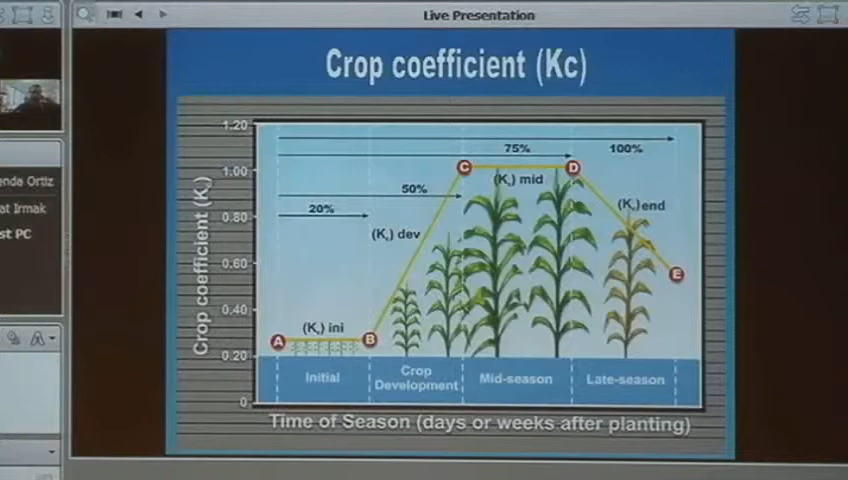 Live Presentation
Crop coefficient (Kc)
enda Ortiz
at Irmak
st PC
Crop coefficient (Kc)
1.20
1.00
0.80
0.60
0.40
0.20
0
100%
75%
50%
20%
(Kc) ini
(Kc) dev
(Kc) mid
(Kc) end
A
B
C
D
E
Initial
Crop
Development
Mid-season
Late-season
Time of Season (days or weeks after planting)